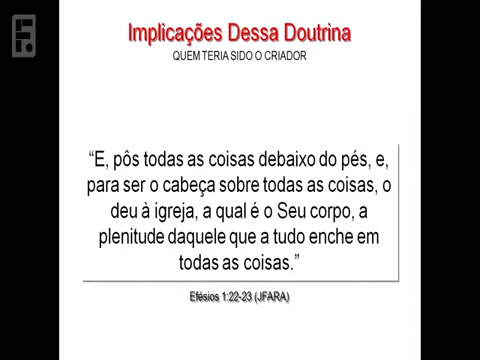 Implicações Dessa Doutrina
QUEM TERIA SIDO O CRIADOR
“E, pôs todas as coisas debaixo do pés, e,
para ser o cabeça sobre todas as coisas, o
deu à igreja, a qual é o Seu corpo, a
plenitude daquele que a tudo enche em
todas as coisas.”
Efésios 1:22-23 (JFARA)